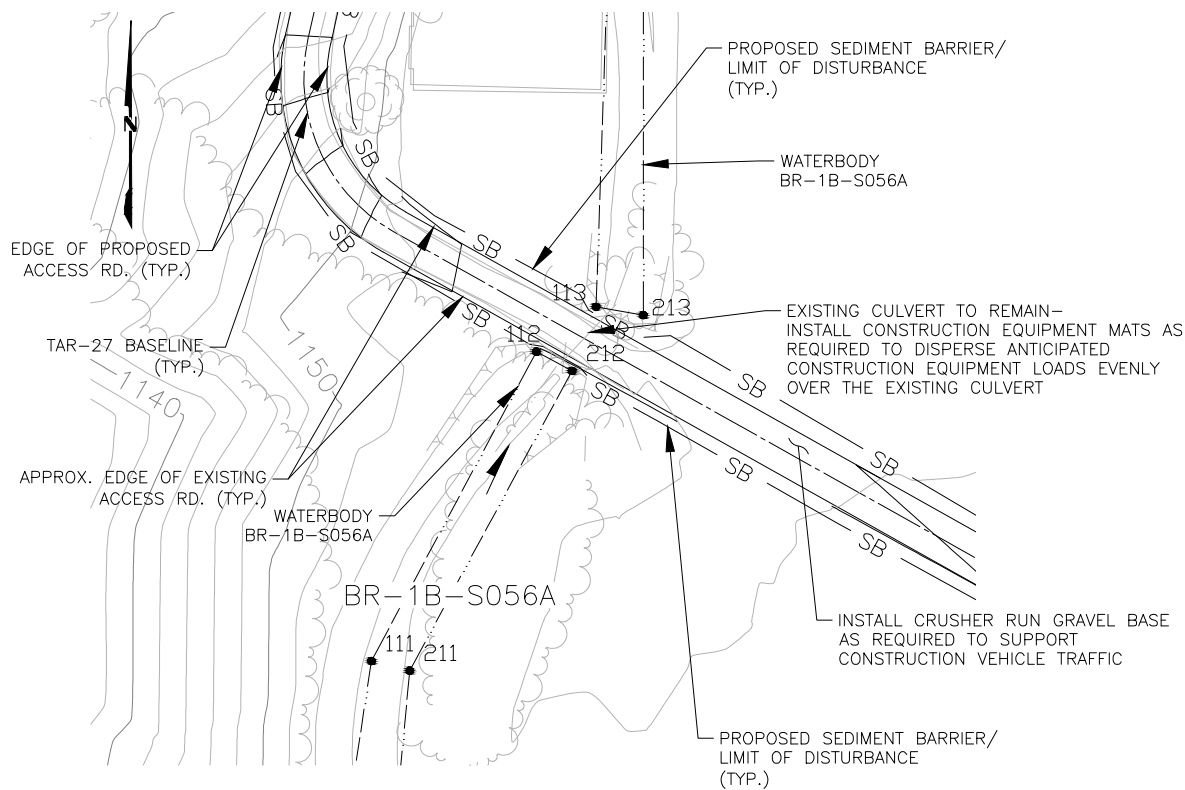 SB
PROPOSED SEDIMENT BARRIER/
LIMIT OF DISTURBANCE
(TYP.)
N
SB
SB
WATERBODY
BR-1B-S056A
EDGE OF PROPOSED
ACCESS RD. (TYP.)
SB
SB
113
213
SB
SB
EXISTING CULVERT TO REMAIN-
INSTALL CONSTRUCTION EQUIPMENT MATS AS
REQUIRED TO DISPERSE ANTICIPATED
CONSTRUCTION EQUIPMENT LOADS EVENLY
OVER THE EXISTING CULVERT
TAR-27 BASELINE
(TYP.)
1150
1140
112
212
SB
SB
APPROX. EDGE OF EXISTING
ACCESS RD. (TYP.)
SB
SB
SB
WATERBODY
BR-1B-S056A
BR-1B-S056A
111
211
INSTALL CRUSHER RUN GRAVEL BASE
AS REQUIRED TO SUPPORT
CONSTRUCTION VEHICLE TRAFFIC
PROPOSED SEDIMENT BARRIER/
LIMIT OF DISTURBANCE
(TYP.)